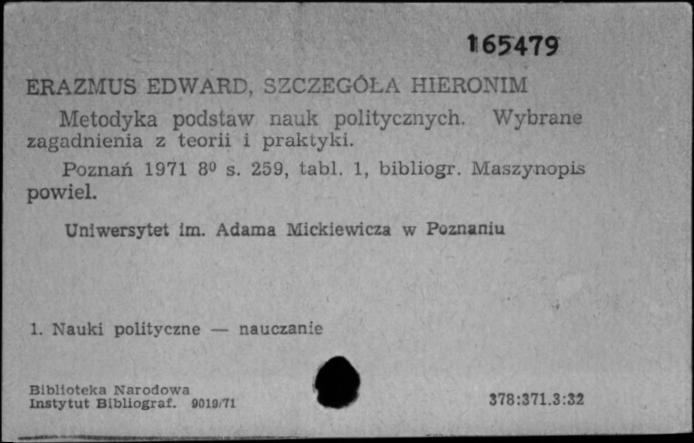 165479
ERAZMUS EDWARD, SZCZEGÓŁA HIERONIM
Metodyka podstaw nauk politycznych. Wybrane
zagadnienia z teorii i praktyki.
Poznań 1971 8⁰ s. 259, tabl. 1, bibliogr. Maszynopis
powiel.
Uniwersytet im. Adama Mickiewicza w Poznaniu
1. Nauki polityczne — nauczanie
Biblioteka Narodowa
Instytut Bibliograf. 9019/71
378:371.3:32